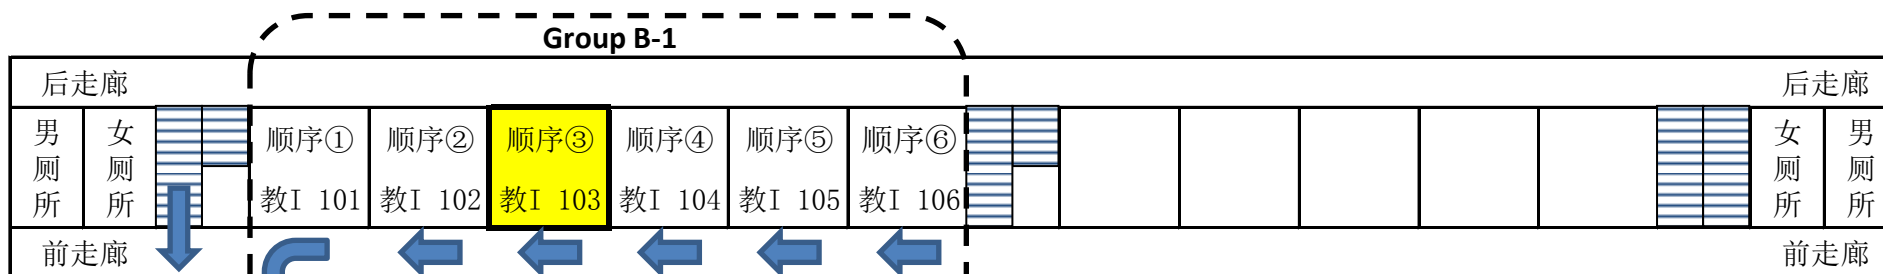 Group B-1
后走廊
后走廊
男厕所
女厕所
顺序①
教I 101
顺序②
教I 102
顺序③
教I 103
顺序④
教I 104
顺序⑤
教I 105
顺序⑥
教I 106
女厕所
男厕所
前走廊
前走廊